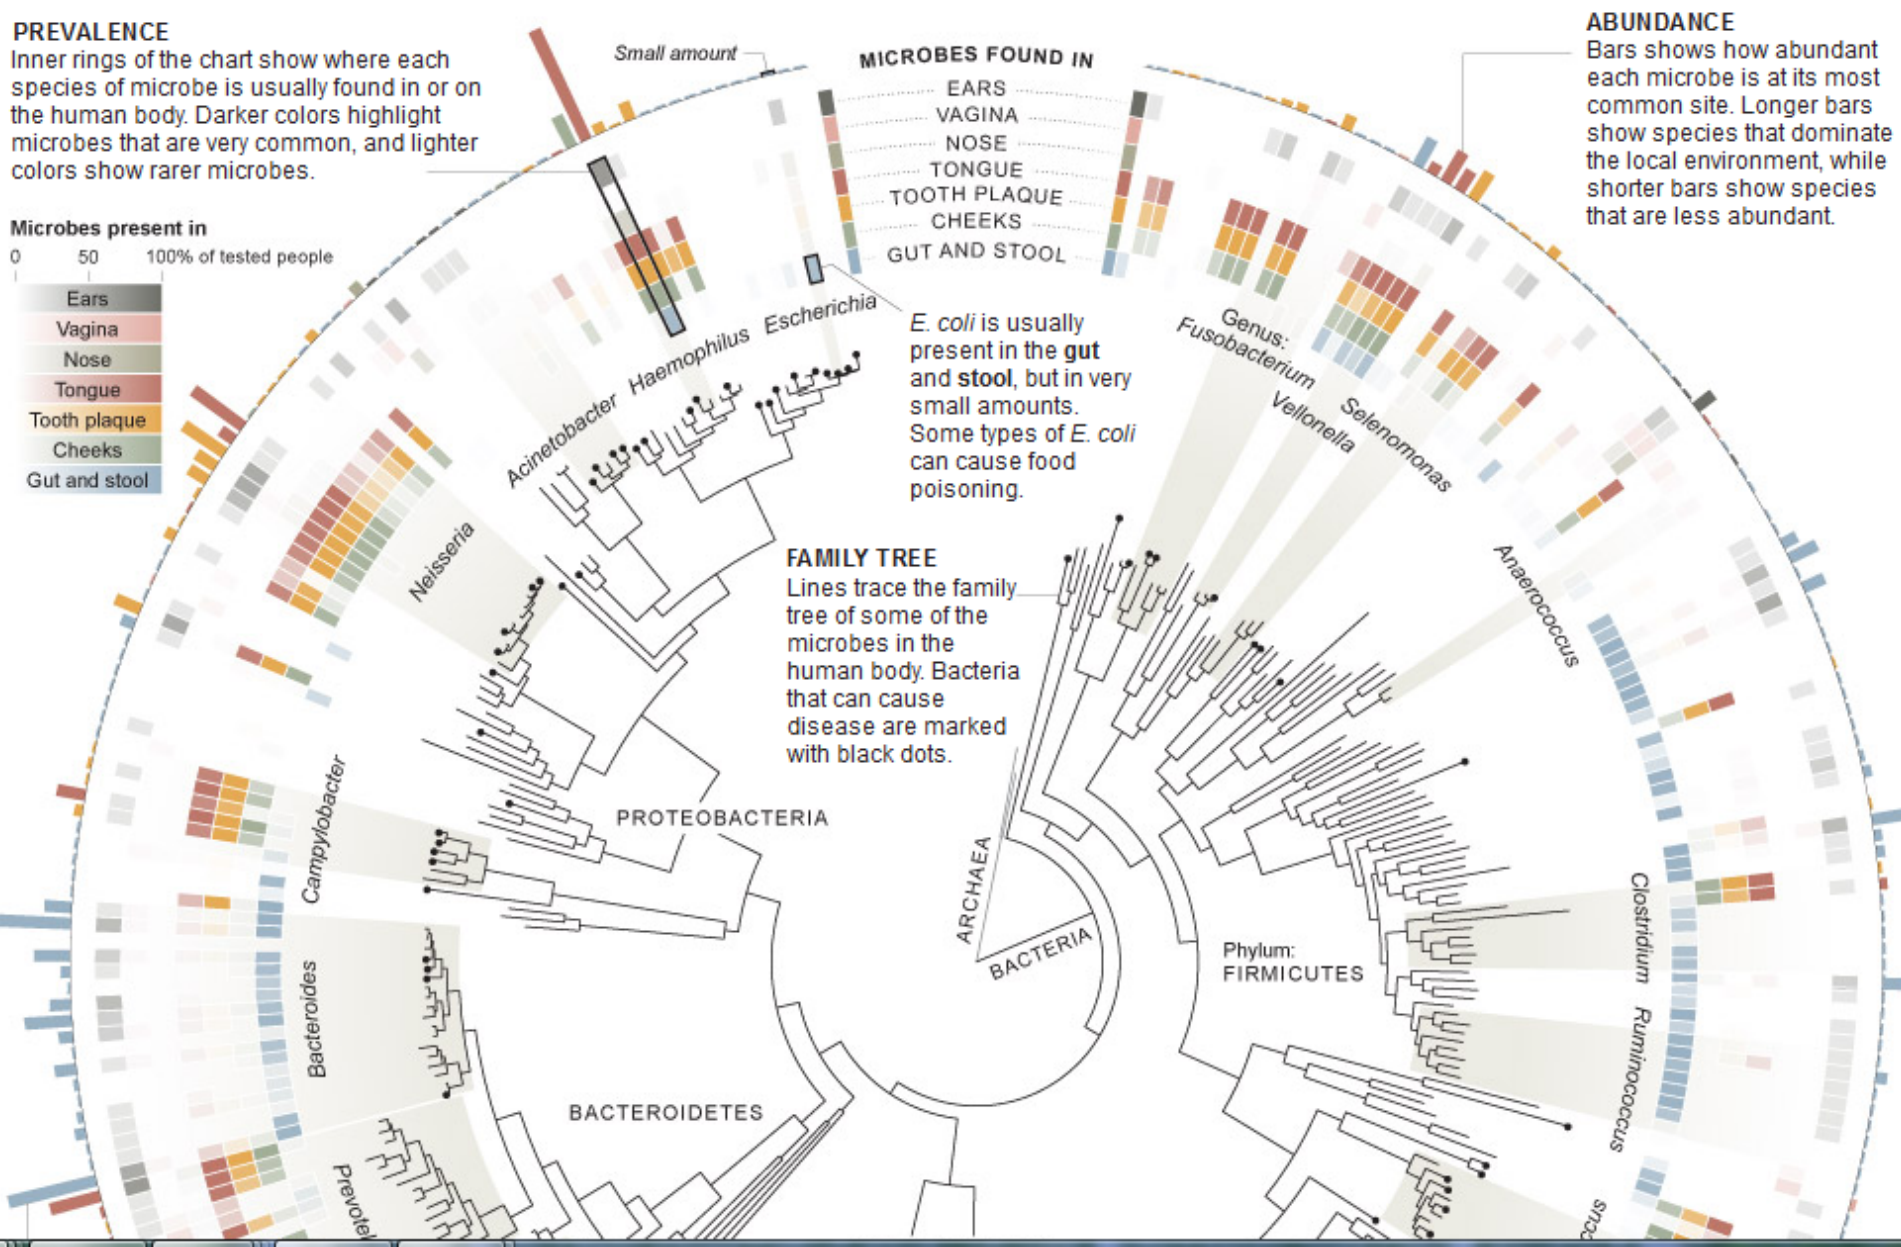 PREVALENCE
Inner rings of the chart show where each
species of microbe is usually found in or on
the human body. Darker colors highlight
microbes that are very common, and lighter
colors show rarer microbes.
Microbes present in
0 50 100% of tested people
Ears
Vagina
Nose
Tongue
Tooth plaque
Cheeks
Gut and stool
Small amount
MICROBES FOUND IN
EARS
VAGINA
NOSE
TONGUE
TOOTH PLAQUE
CHEEKS
GUT AND STOOL
ABUNDANCE
Bars shows how abundant
each microbe is at its most
common site. Longer bars
show species that dominate
the local environment, while
shorter bars show species
that are less abundant.
E. coli is usually
present in the gut
and stool, but in very
small amounts.
Some types of E. coli
can cause food
poisoning.
Escherichia
Haemophilus
Acinetobacter
Neisseria
Campylobacter
Bacteroides
Prevotel
Genus:
Fusobacterium
Vellonella
Selenomonas
Anaerococcus
Clostridium
Ruminococcus
ccus
FAMILY TREE
Lines trace the family
tree of some of the
microbes in the
human body. Bacteria
that can cause
disease are marked
with black dots.
PROTEOBACTERIA
ARCHAEA
BACTERIA
Phylum:
FIRMICUTES
BACTEROIDETES